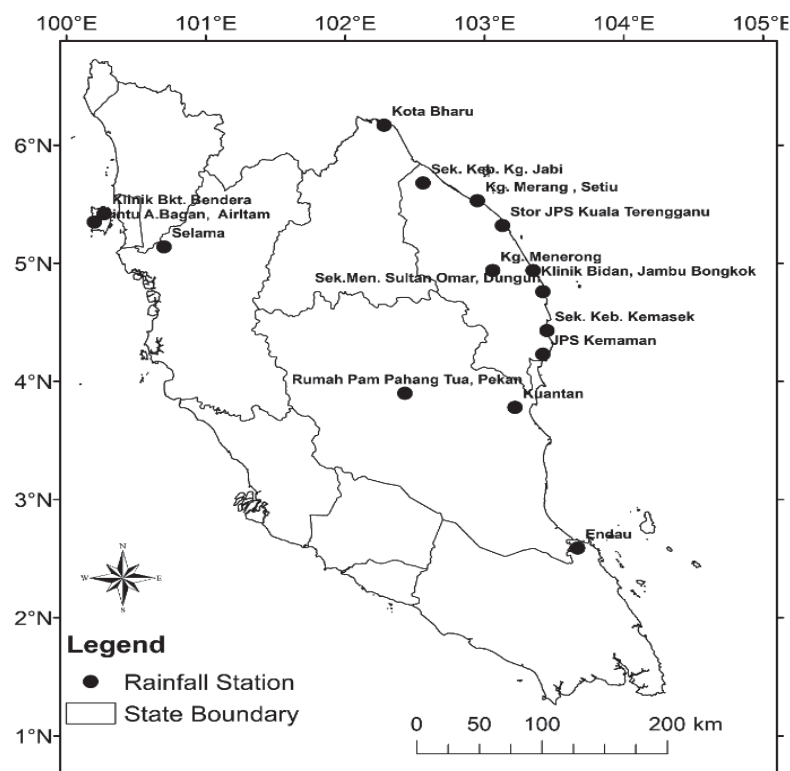 100°E 101°E 102°E 103°E 104°E 105°E
6°N
5°N
4°N
3°N
2°N
1°N
Kota Bharu
Sek. Keb. Kg. Jabi
Kg. Merang , Setiu
Klinik Bkt. Bendera
intu A.Bagan, AirItam
Stor JPS Kuala Terengganu
Selama
Kg. Menerong
Klinik Bidan, Jambu Bongkok
Sek.Men. Sultan Omar, Dungun
Sek. Keb. Kemasek
JPS Kemaman
Rumah Pam Pahang Tua, Pekan
Kuantan
Endau
N
W E
S
Legend
Rainfall Station
State Boundary
0 50 100 200 km